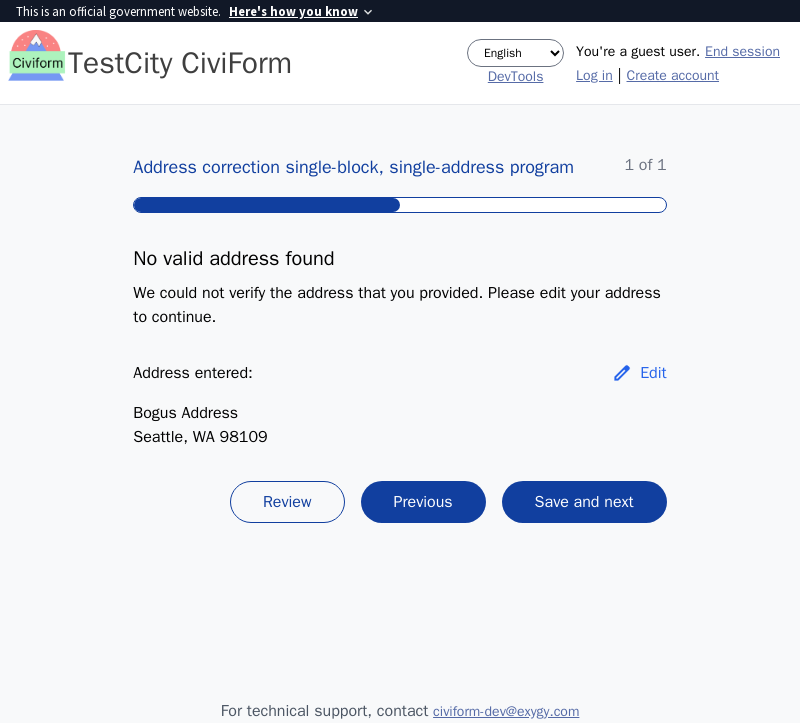 This is an official government website. Here's how you know
Civiform
TestCity CiviForm
English
DevTools
You're a guest user. End session
Log in | Create account
Address correction single-block, single-address program
1 of 1
No valid address found
We could not verify the address that you provided. Please edit your address
to continue.
Address entered:
Edit
Bogus Address
Seattle, WA 98109
Review
Previous
Save and next
For technical support, contact civiform-dev@exygy.com